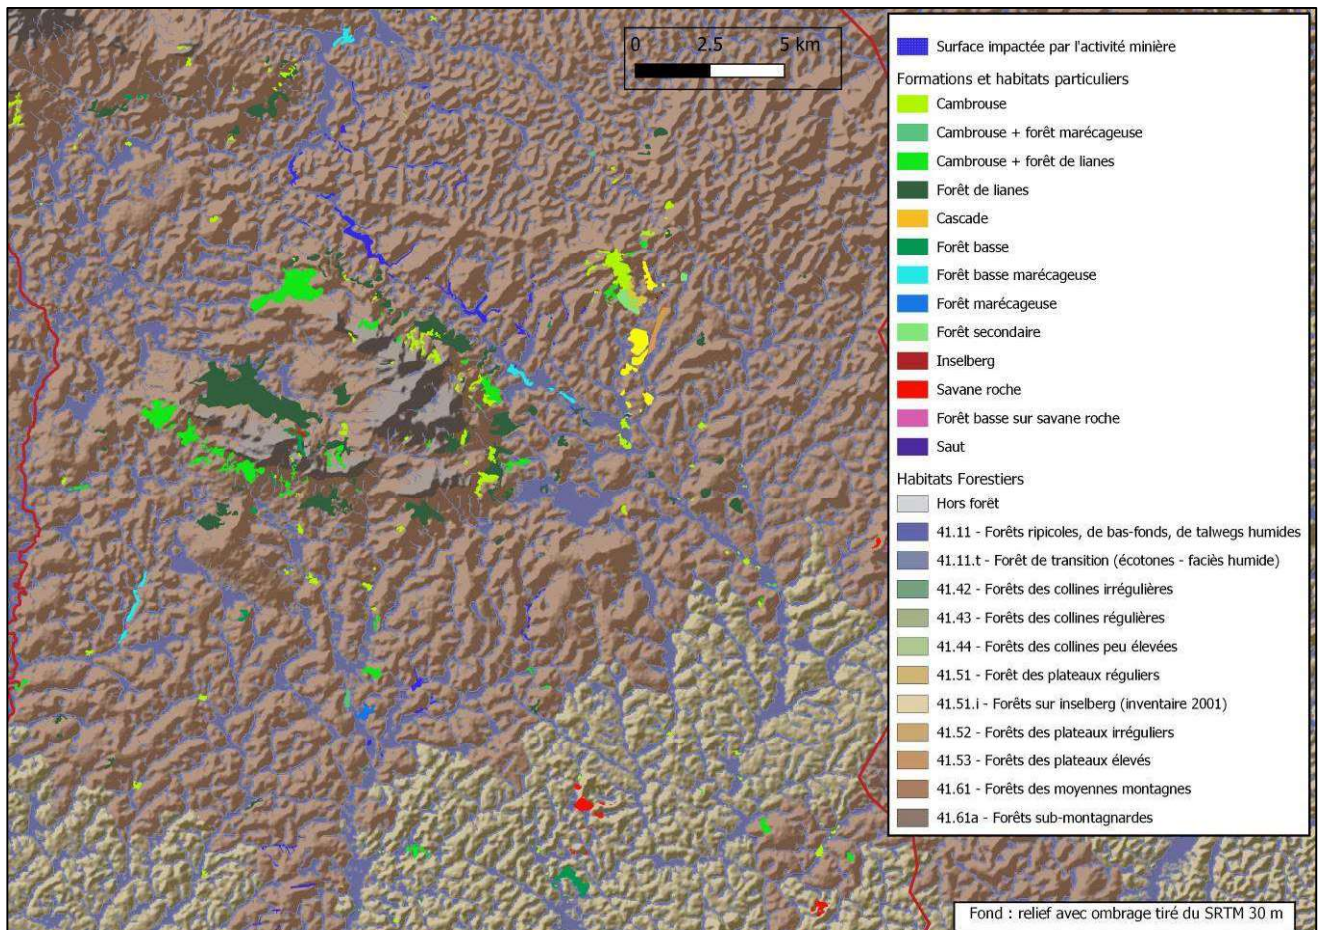 0 2.5 5 km
Surface impactée par l'activité minière
Formations et habitats particuliers
Cambrouse
Cambrouse + forêt marécageuse
Cambrouse + forêt de lianes
Forêt de lianes
Cascade
Forêt basse
Forêt basse marécageuse
Forêt marécageuse
Forêt secondaire
Inselberg
Savane roche
Forêt basse sur savane roche
Saut
Habitats Forestiers
Hors forêt
41.11 - Forêts ripicoles, de bas-fonds, de talwegs humides
41.11.t - Forêt de transition (écotones - faciès humide)
41.42 - Forêts des collines irrégulières
41.43 - Forêts des collines régulières
41.44 - Forêts des collines peu élevées
41.51 - Forêt des plateaux réguliers
41.51.i - Forêts sur inselberg (inventaire 2001)
41.52 - Forêts des plateaux irréguliers
41.53 - Forêts des plateaux élevés
41.61 - Forêts des moyennes montagnes
41.61a - Forêts sub-montagnardes
Fond : relief avec ombrage tiré du SRTM 30 m